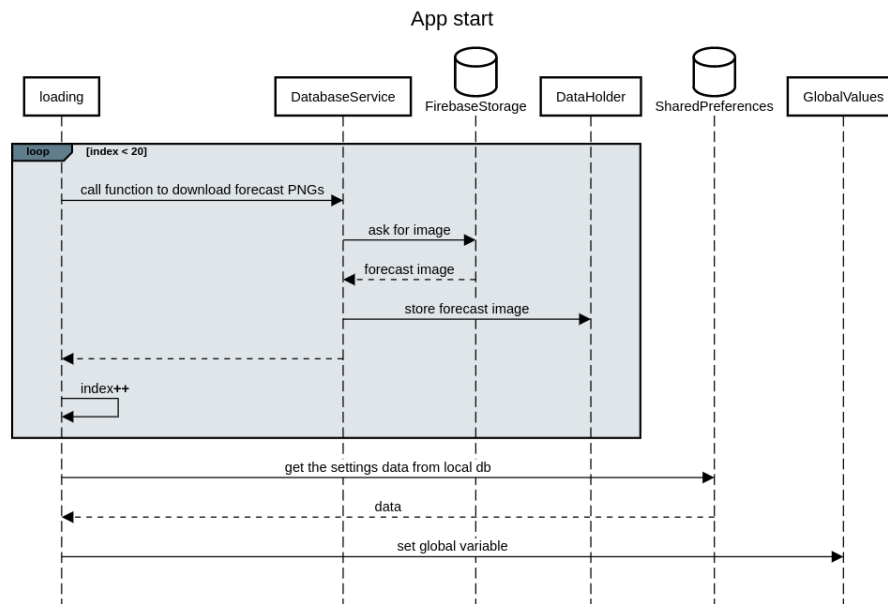 App start
loading
DatabaseService
FirebaseStorage
DataHolder
SharedPreferences
GlobalValues
loop
[index < 20]
call function to download forecast PNGs
ask for image
forecast image
store forecast image
index++
get the settings data from local db
data
set global variable